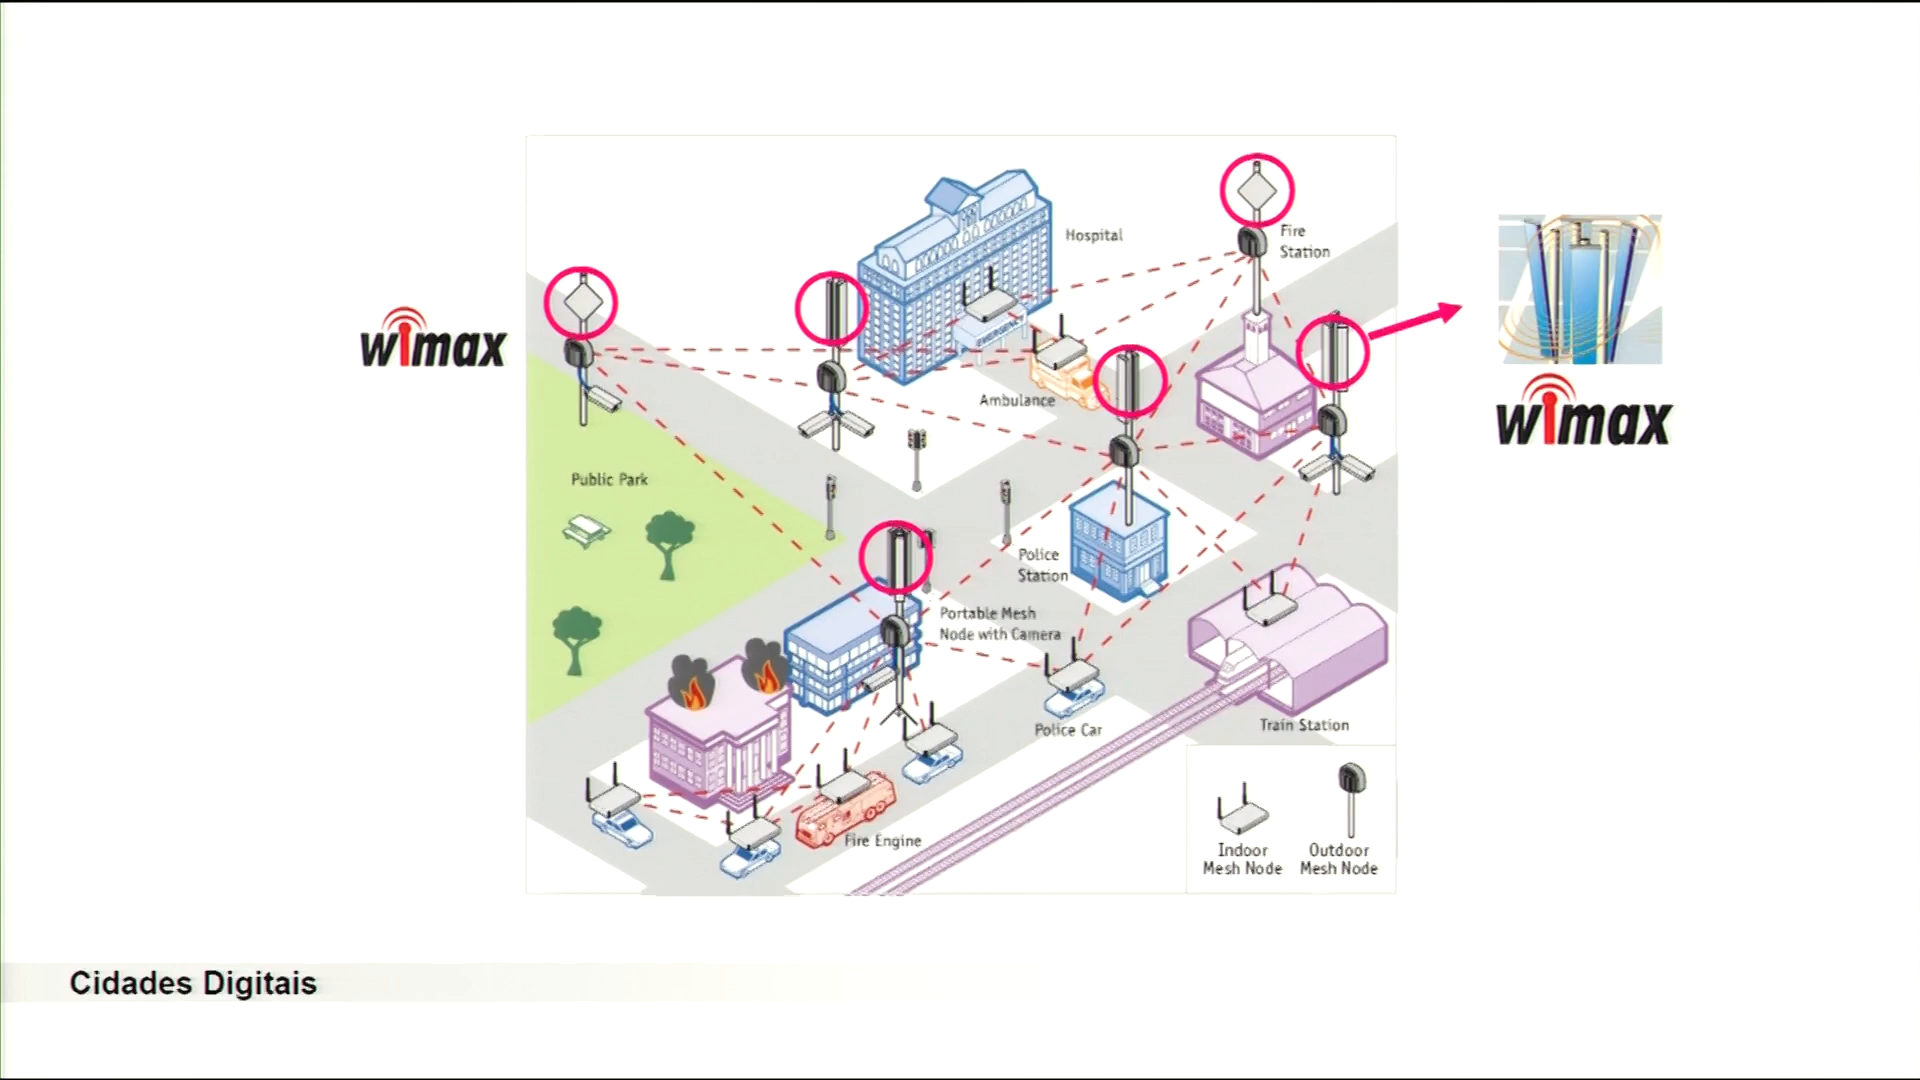 Hospital
Fire
Station
wimax
EMERGENCY
wimax
Ambulance
Public Park
Police
Station
Portable Mesh
Node with Camera
Police Car
Train Station
Fire Engine
Indoor
Mesh Node
Outdoor
Mesh Node
Cidades Digitais